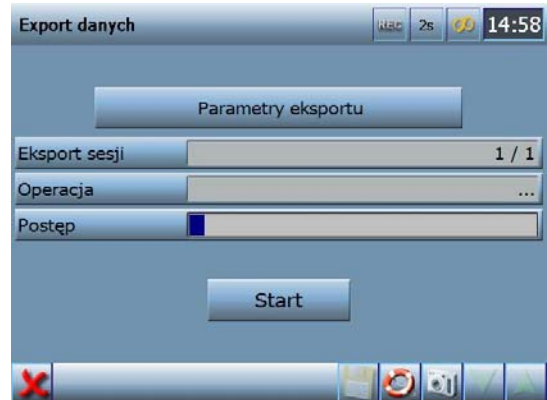 Export danych
REC 2s 14:58
Parametry eksportu
Eksport sesji 1 / 1
Operacja ...
Postęp
Start